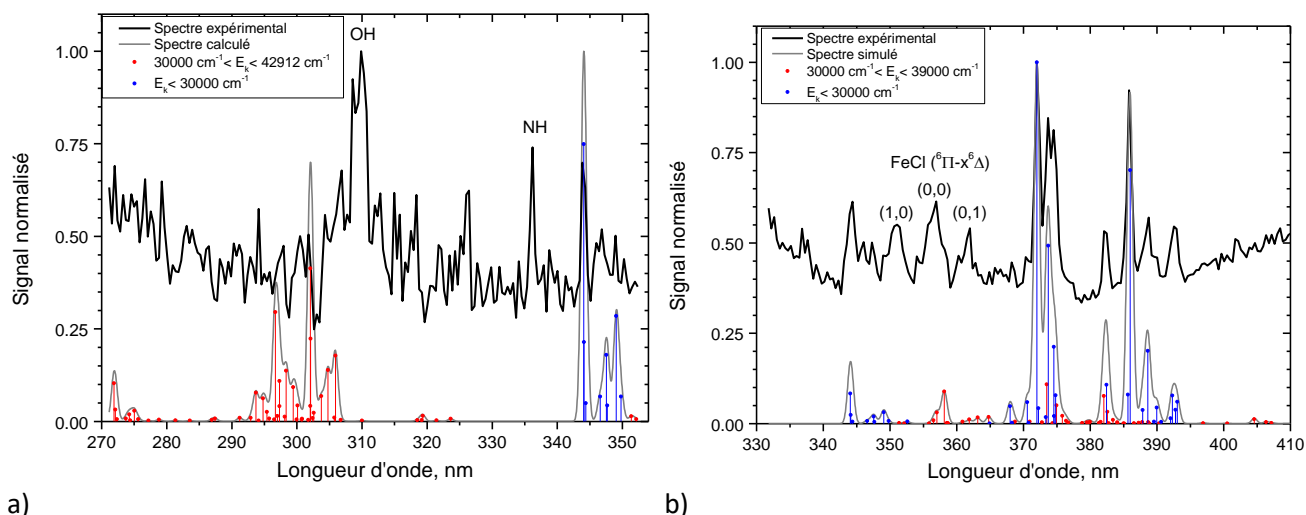 Spectre expérimental
Spectre calculé
30000 cm⁻¹< Eₖ< 42912 cm⁻¹
Eₖ< 30000 cm⁻¹
OH
NH
1.00
0.75
0.50
0.25
0.00
Signal normalisé
270 280 290 300 310 320 330 340 350
Longueur d'onde, nm
a)
Spectre expérimental
Spectre simulé
30000 cm⁻¹< Eₖ< 39000 cm⁻¹
Eₖ< 30000 cm⁻¹
FeCl (⁶Π-x⁶Δ)
(0,0)
(1,0) (0,1)
1.00
0.75
0.50
0.25
0.00
Signal normalisé
330 340 350 360 370 380 390 400 410
Longueur d'onde, nm
b)